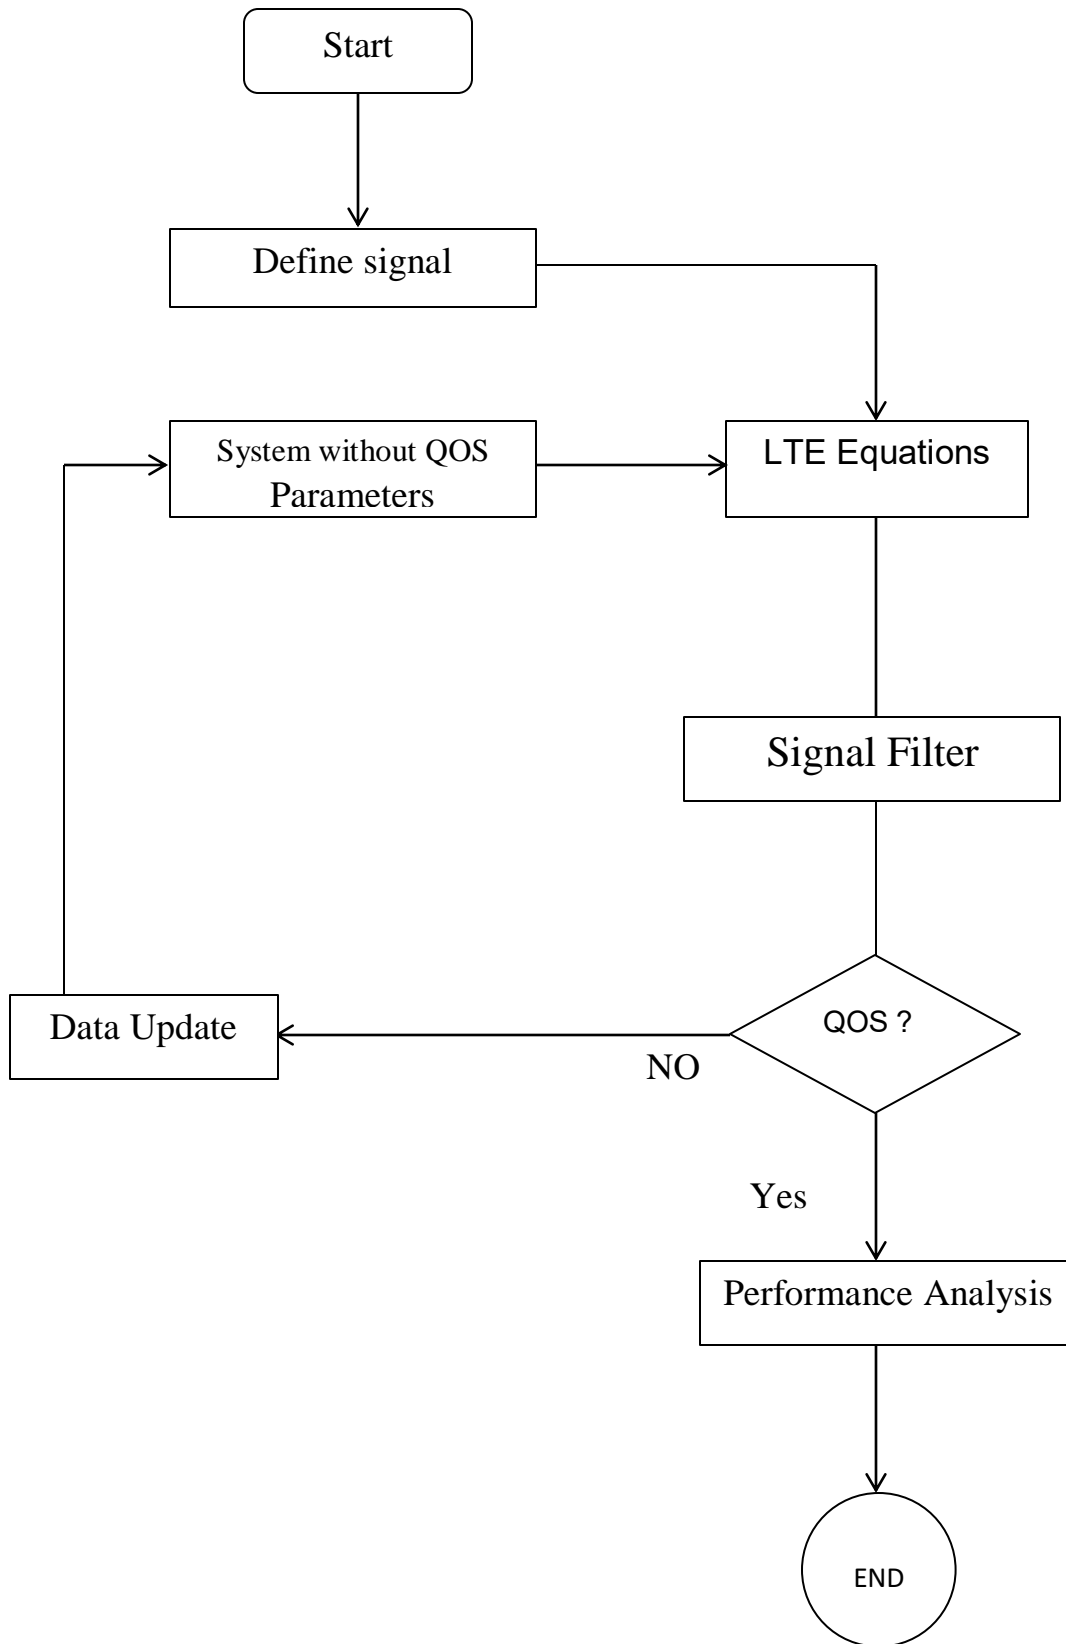 Start
Define signal
System without QOS
Parameters
LTE Equations
Signal Filter
QOS ?
Data Update
NO
Yes
Performance Analysis
END